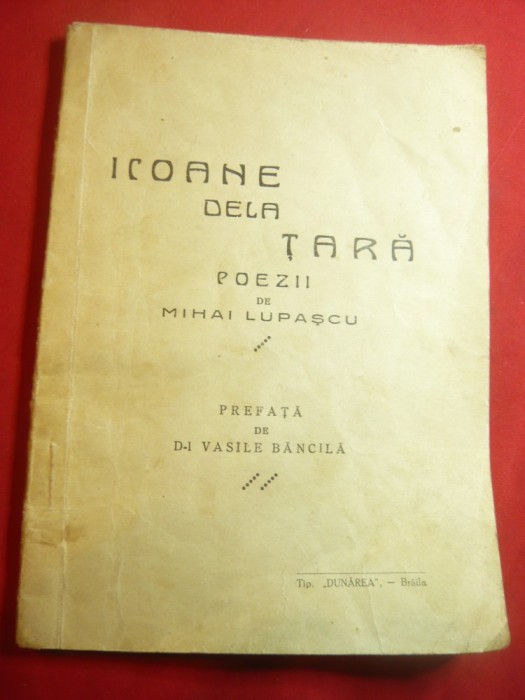 ICOANE
DELA
ȚARĂ
POEZII
DE
MIHAI LUPAȘCU
PREFAȚĂ
DE
D-l VASILE BĂNCILĂ
Tip. „DUNĂREA", — Brăila